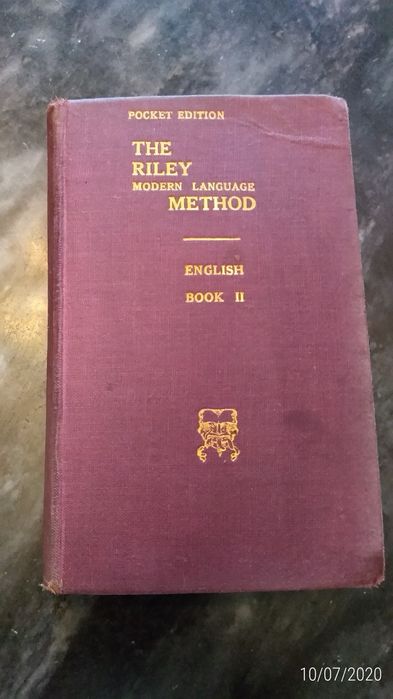 POCKET EDITION
THE
RILEY
MODERN LANGUAGE
METHOD
ENGLISH
BOOK II
10/07/2020